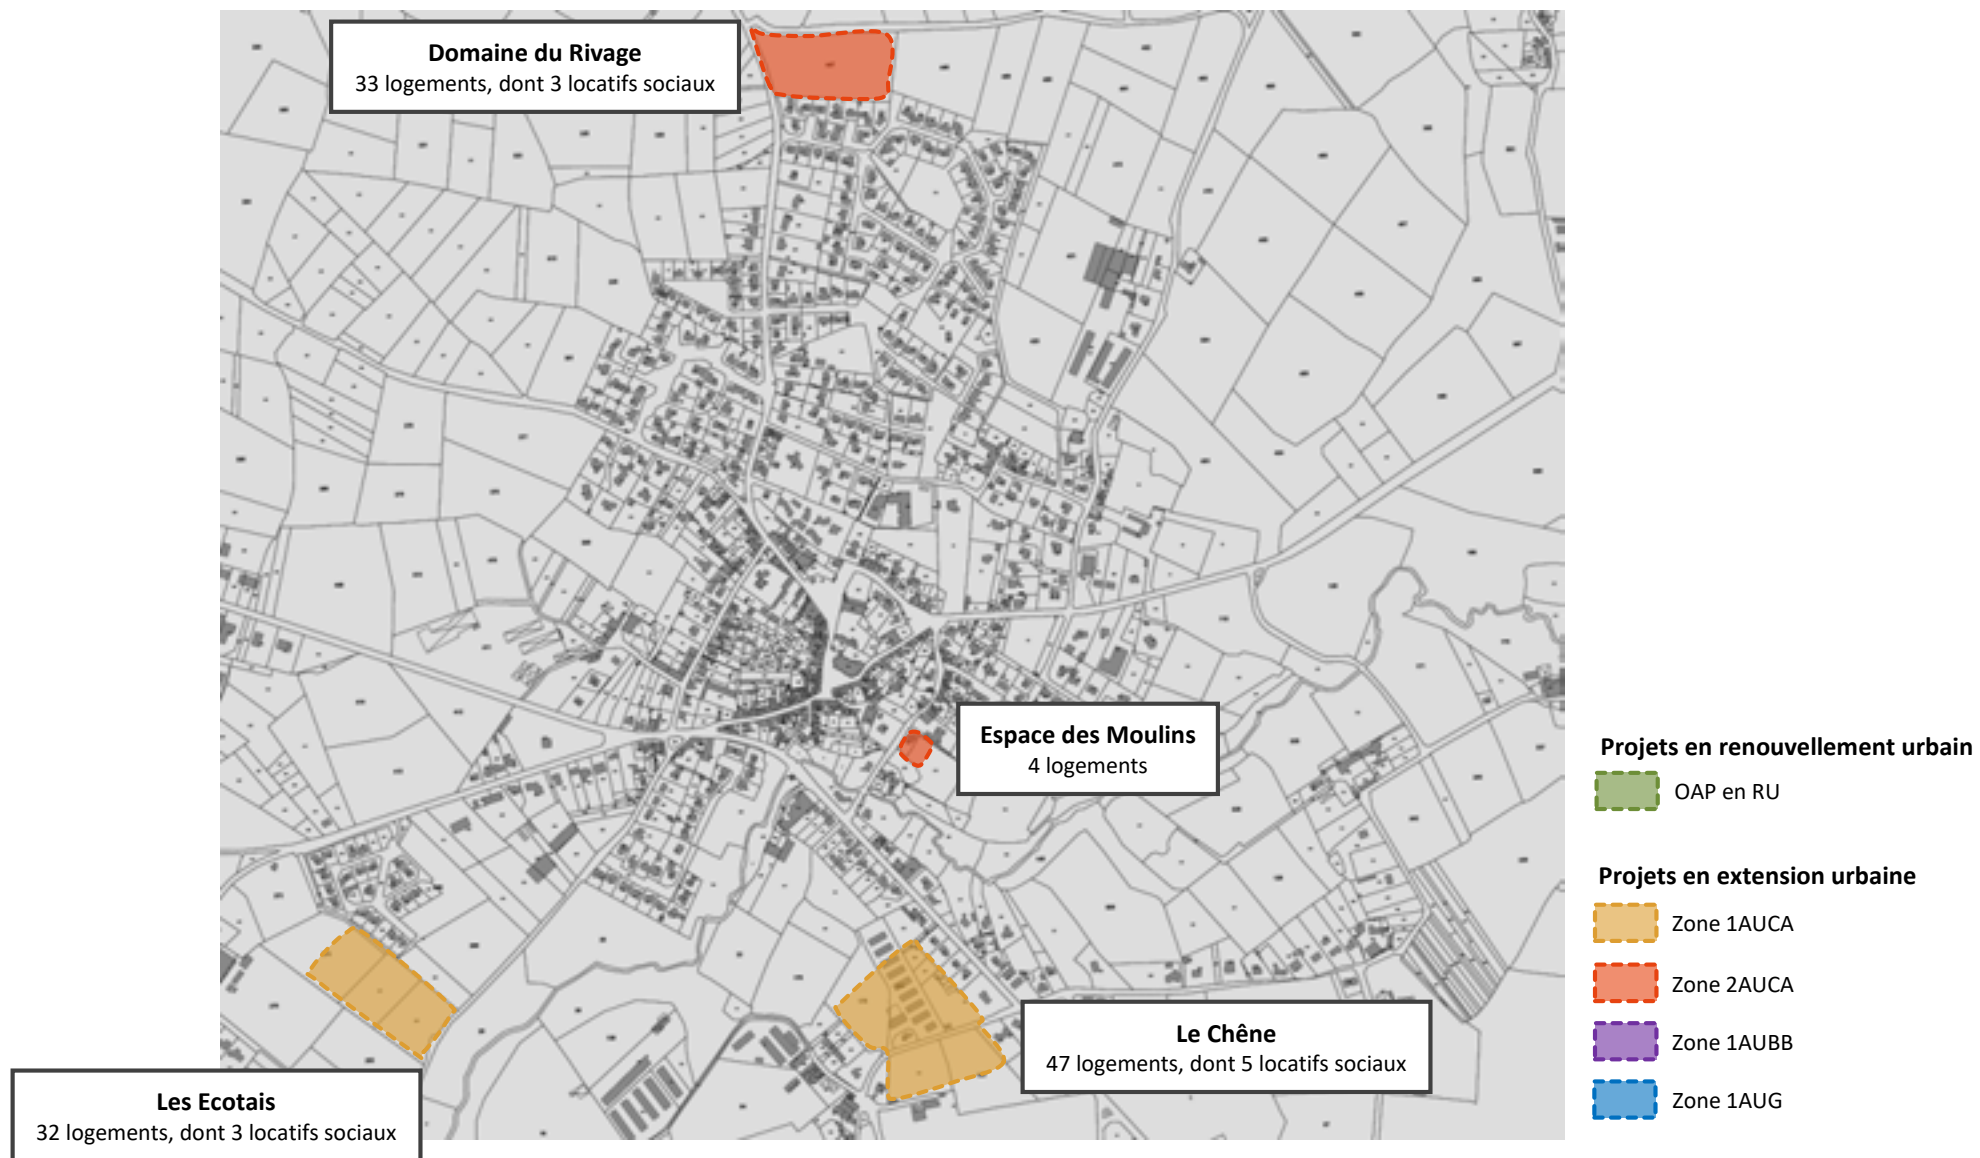 Domaine du Rivage
33 logements, dont 3 locatifs sociaux
Espace des Moulins
4 logements
Le Chêne
47 logements, dont 5 locatifs sociaux
Les Ecotais
32 logements, dont 3 locatifs sociaux
Projets en renouvellement urbain
OAP en RU
Projets en extension urbaine
Zone 1AUCA
Zone 2AUCA
Zone 1AUBB
Zone 1AUG